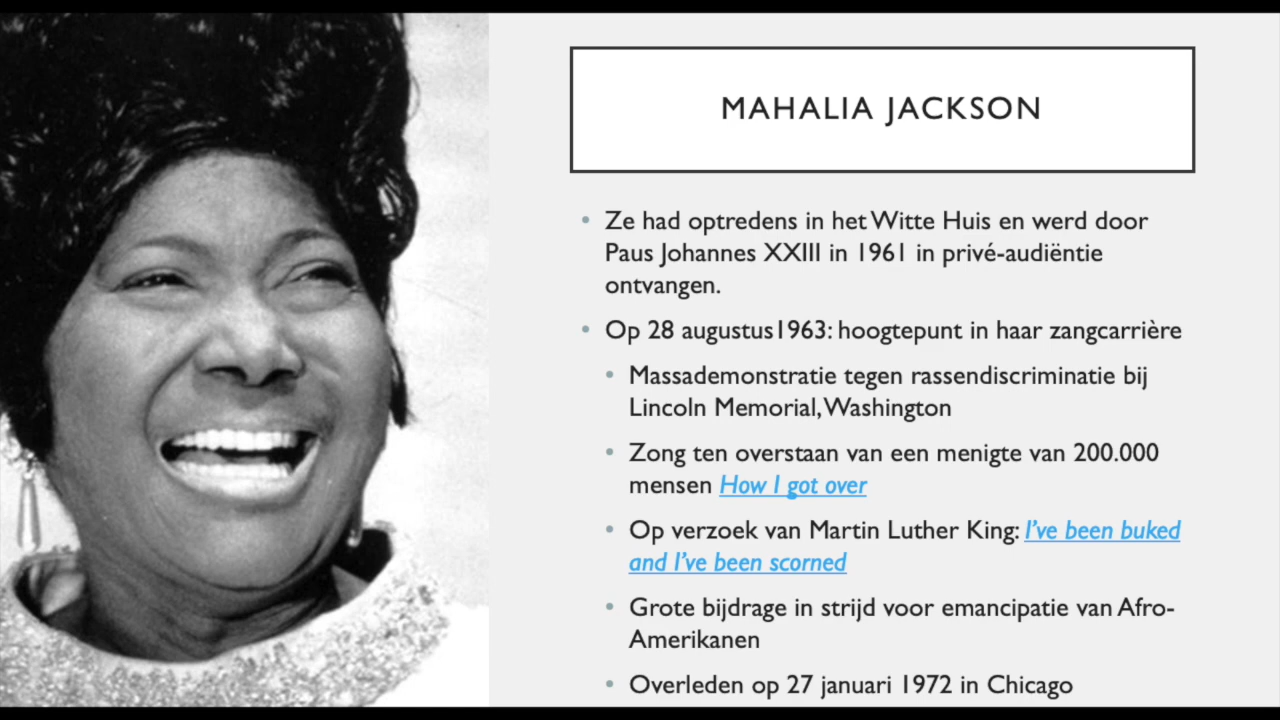 MAHALIA JACKSON
• Ze had optredens in het Witte Huis en werd door
Paus Johannes XXIII in 1961 in privé-audiëntie
ontvangen.
• Op 28 augustus1963: hoogtepunt in haar zangcarrière
• Massademonstratie tegen rassendiscriminatie bij
Lincoln Memorial, Washington
• Zong ten overstaan van een menigte van 200.000
mensen How I got over
• Op verzoek van Martin Luther King: I've been buked
and I've been scorned
• Grote bijdrage in strijd voor emancipatie van Afro-
Amerikanen
• Overleden op 27 januari 1972 in Chicago